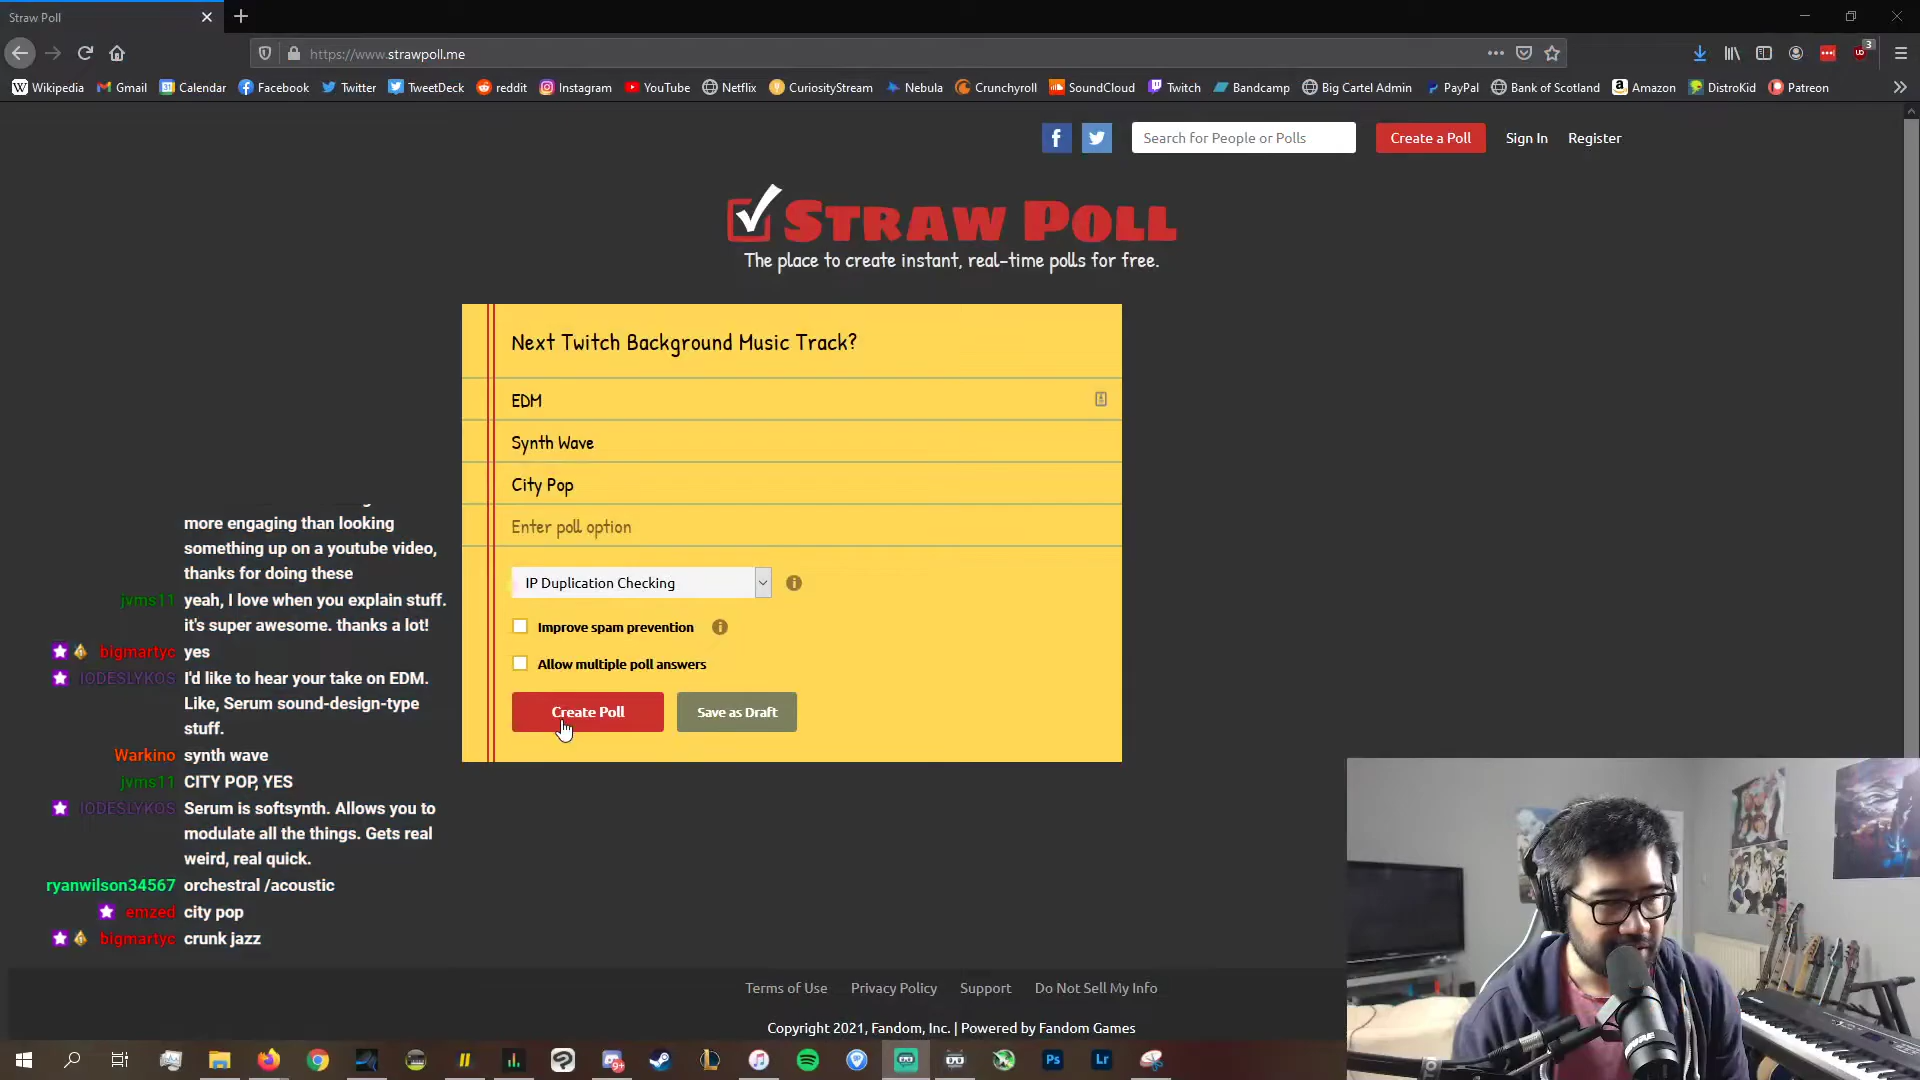 Straw Poll
https://www.strawpoll.me
3
Wikipedia Gmail Calendar Facebook Twitter TweetDeck reddit Instagram YouTube Netflix CuriosityStream Nebula Crunchyroll SoundCloud Twitch Bandcamp Big Cartel Admin PayPal Bank of Scotland Amazon DistroKid Patreon
Search for People or Polls Create a Poll Sign In Register
STRAW POLL
The place to create instant, real-time polls for free.
Next Twitch Background Music Track?
EDM
Synth Wave
City Pop
Enter poll option
IP Duplication Checking
Improve spam prevention
Allow multiple poll answers
Create Poll Save as Draft
more engaging than looking
something up on a youtube video,
thanks for doing these
jvms11 yeah, I love when you explain stuff.
it's super awesome. thanks a lot!
bigmartyc yes
IODESLYKOS I'd like to hear your take on EDM.
Like, Serum sound-design-type
stuff.
Warkino synth wave
jvms11 CITY POP, YES
IODESLYKOS Serum is softsynth. Allows you to
modulate all the things. Gets real
weird, real quick.
ryanwilson34567 orchestral /acoustic
emzed city pop
bigmartyc crunk jazz
Terms of Use Privacy Policy Support Do Not Sell My Info
Copyright 2021, Fandom, Inc. | Powered by Fandom Games
9+ Ps Lr